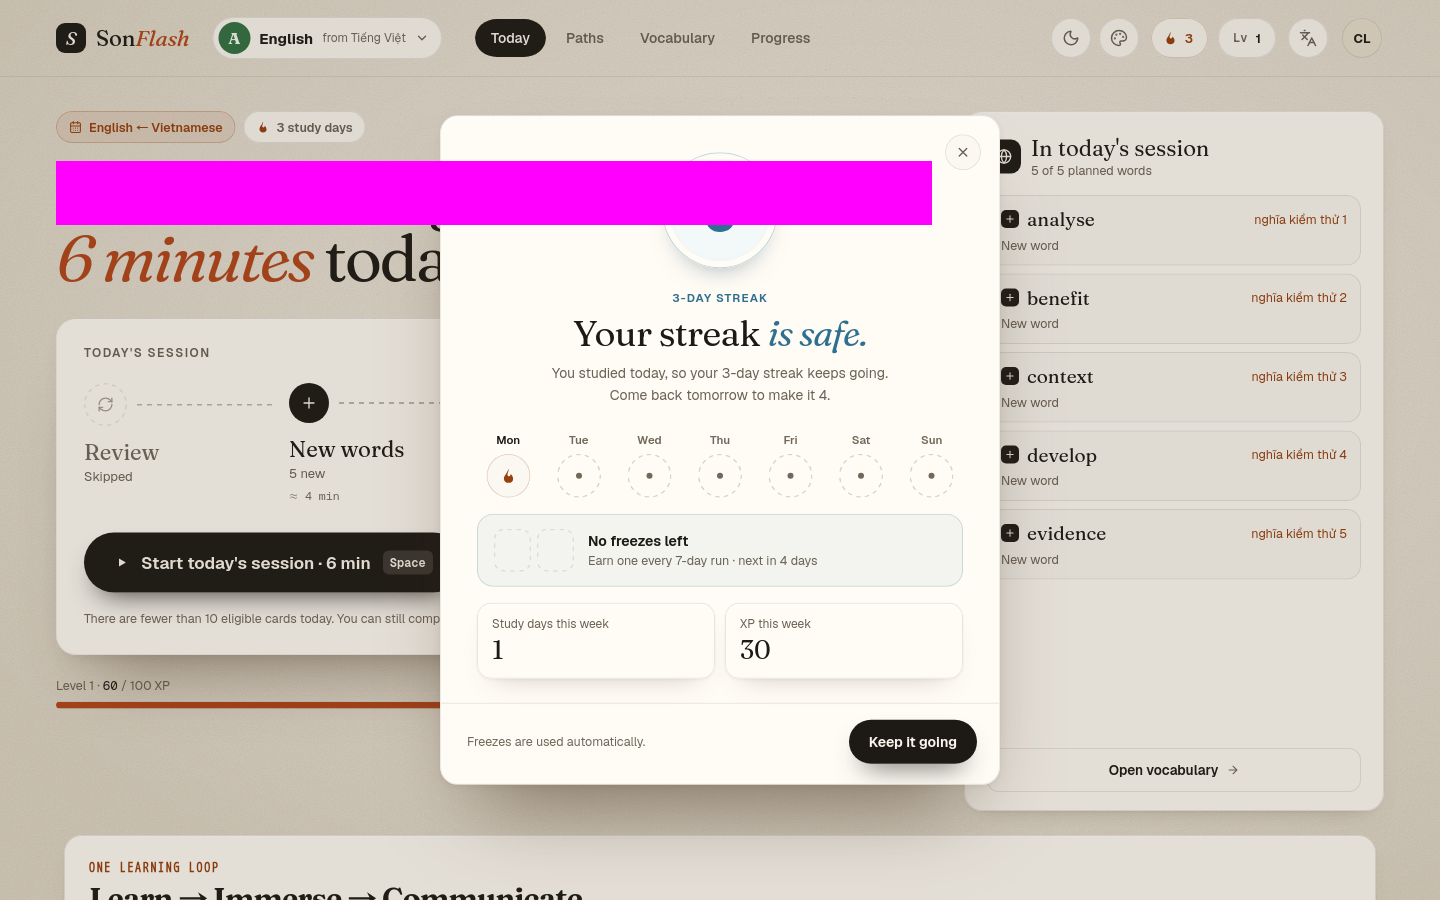 S SonFlash A English from Tiếng Việt Today Paths Vocabulary Progress 3 Lv 1 CL
English ← Vietnamese 3 study days
6 minutes
TODAY'S SESSION
Review
Skipped
New words
5 new
≈ 4 min
Start today's session · 6 min Space
There are fewer than 10 eligible cards today. You can still
Level 1 · 60 / 100 XP
3-DAY STREAK
Your streak is safe.
You studied today, so your 3-day streak keeps going.
Come back tomorrow to make it 4.
Mon Tue Wed Thu Fri Sat Sun
No freezes left
Earn one every 7-day run · next in 4 days
Study days this week
1
XP this week
30
Freezes are used automatically.
Keep it going
In today's session
5 of 5 planned words
analyse nghĩa kiểm thử 1
New word
benefit nghĩa kiểm thử 2
New word
context nghĩa kiểm thử 3
New word
develop nghĩa kiểm thử 4
New word
evidence nghĩa kiểm thử 5
New word
Open vocabulary →
ONE LEARNING LOOP
Learn → Immerse → Communicate